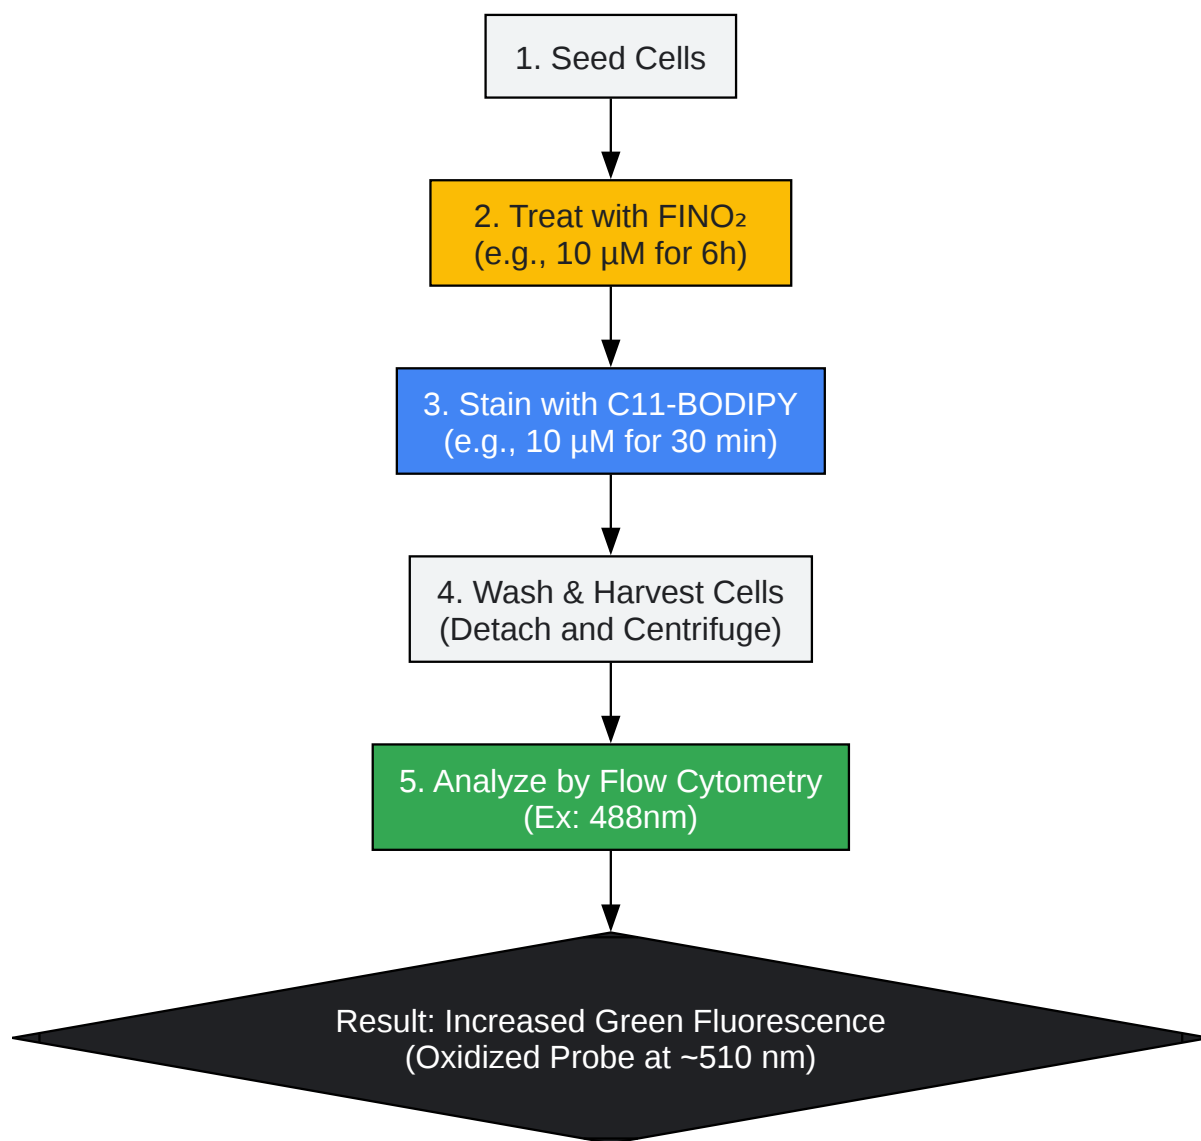 1. Seed Cells
2. Treat with FINO₂
(e.g., 10 µM for 6h)
3. Stain with C11-BODIPY
(e.g., 10 µM for 30 min)
4. Wash & Harvest Cells
(Detach and Centrifuge)
5. Analyze by Flow Cytometry
(Ex: 488nm)
Result: Increased Green Fluorescence
(Oxidized Probe at ~510 nm)